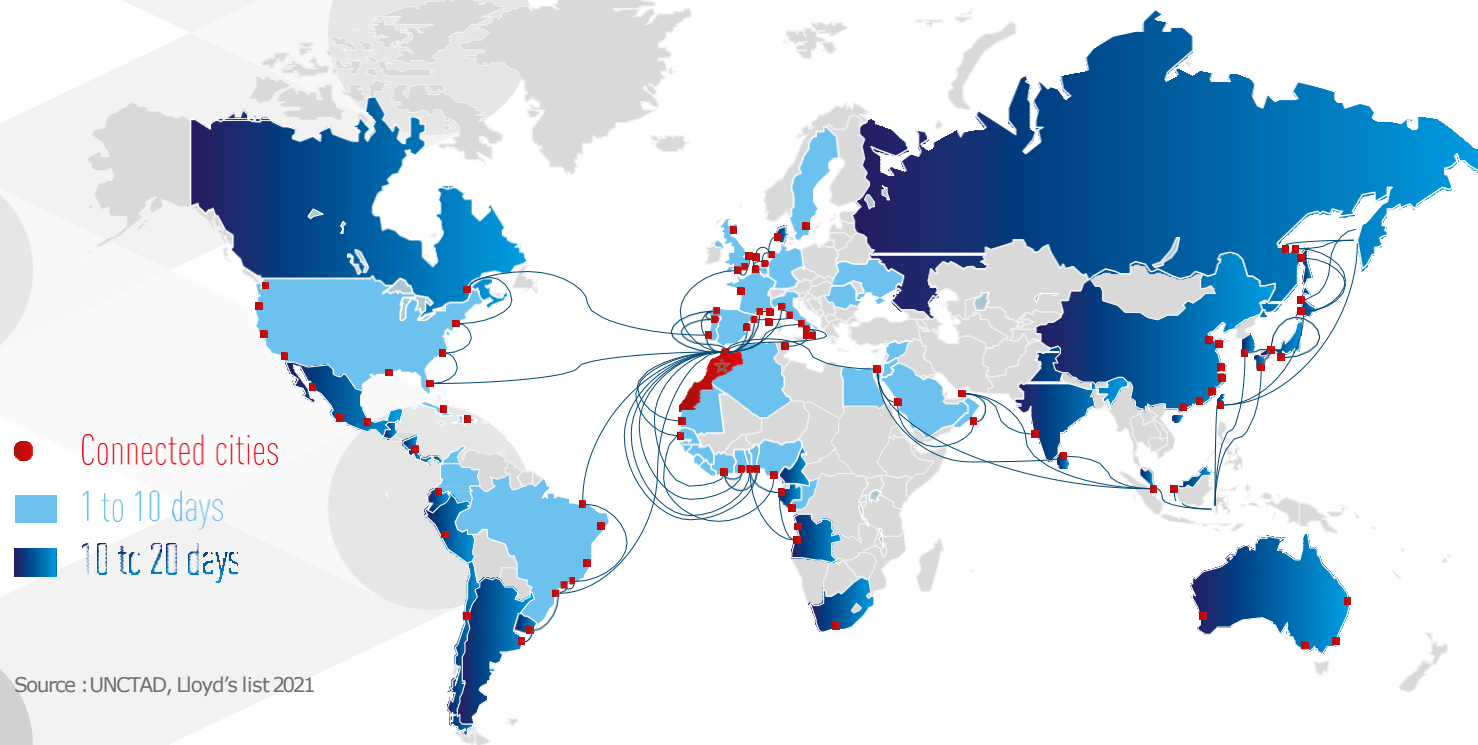 Connected cities
1 to 10 days
10 to 20 days
Source : UNCTAD, Lloyd's list 2021